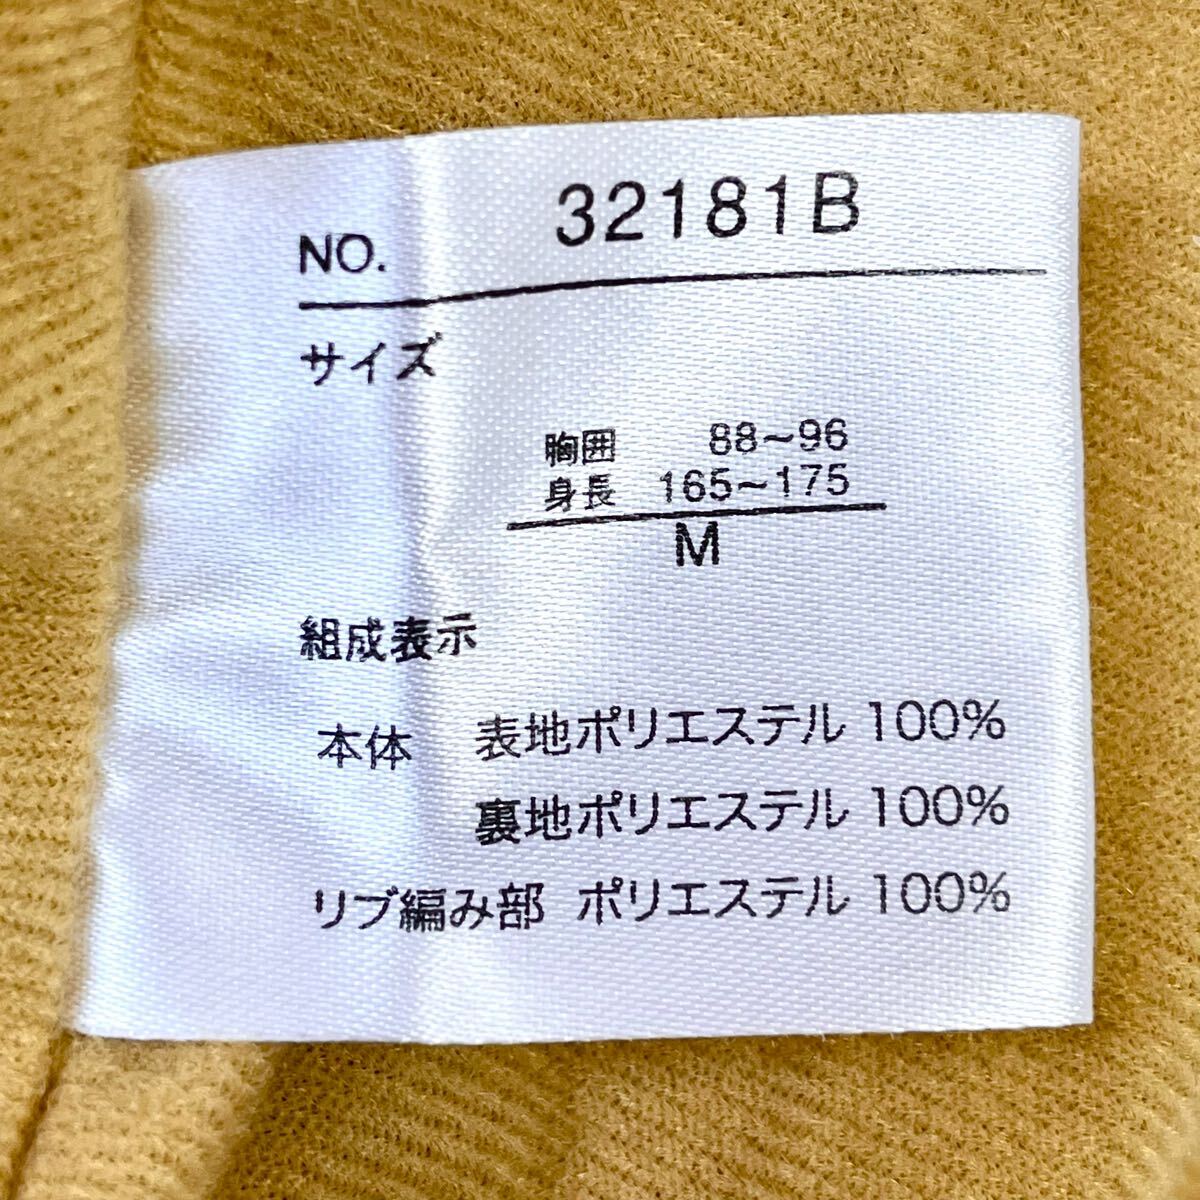 NO. 32181B
サイズ
胸囲 88~96
身長 165~175
M
組成表示
本体 表地ポリエステル 100%
裏地ポリエステル 100%
リブ編み部 ポリエステル 100%